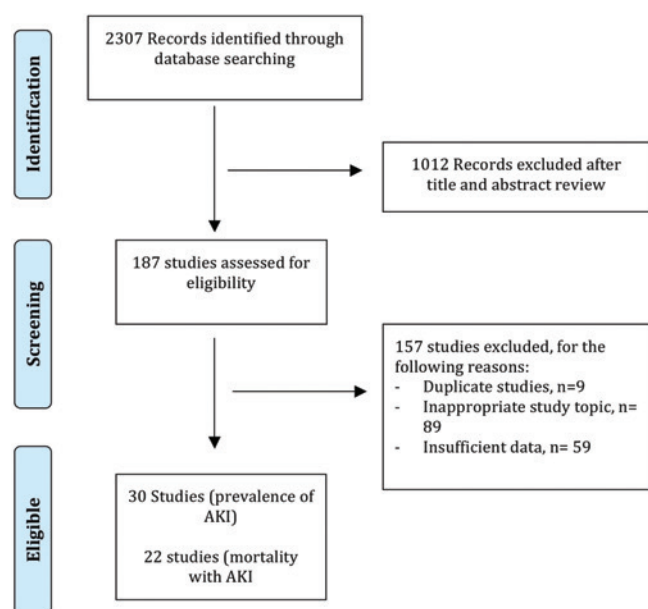 Identification
2307 Records identified through
database searching
1012 Records excluded after
title and abstract review
Screening
187 studies assessed for
eligibility
157 studies excluded, for the
following reasons:
- Duplicate studies, n=9
- Inappropriate study topic, n=
89
- Insufficient data, n= 59
Eligible
30 Studies (prevalence of
AKI)
22 studies (mortality
with AKI